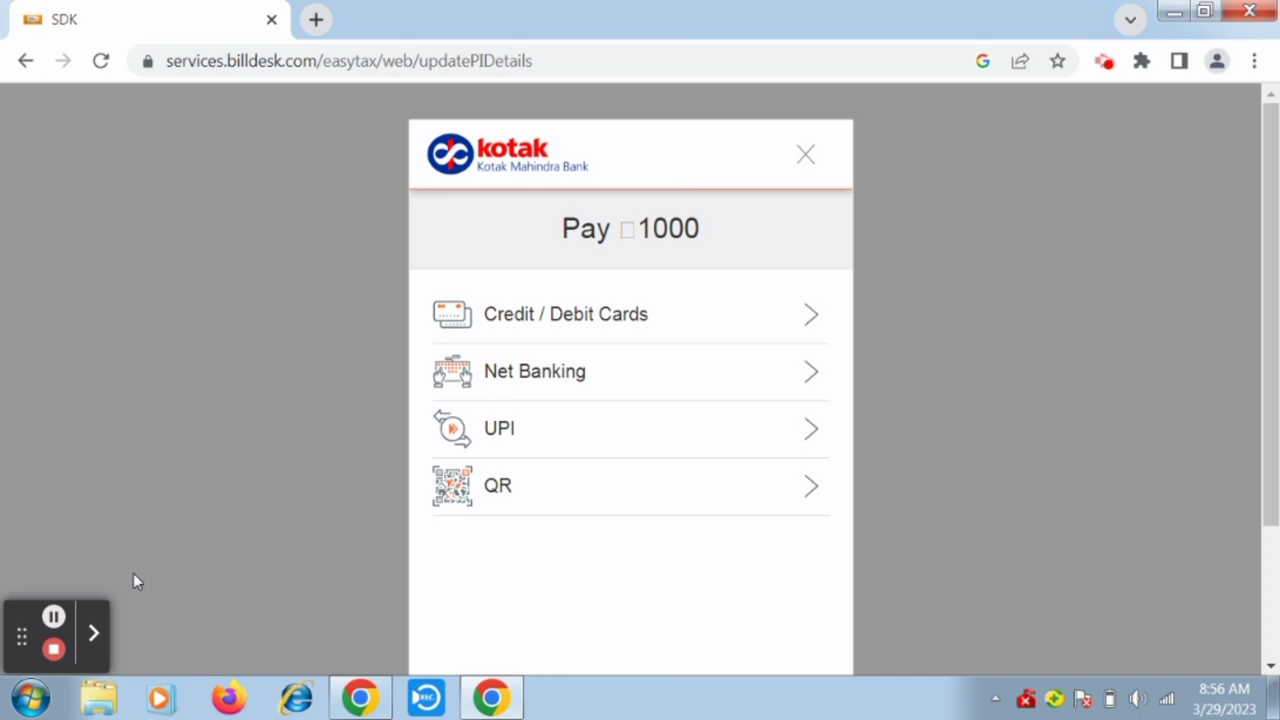 SDK
services.billdesk.com/easytax/web/updatePIDetails
kotak
Kotak Mahindra Bank
Pay 1000
Credit / Debit Cards
Net Banking
UPI
QR
REC
8:56 AM
3/29/2023